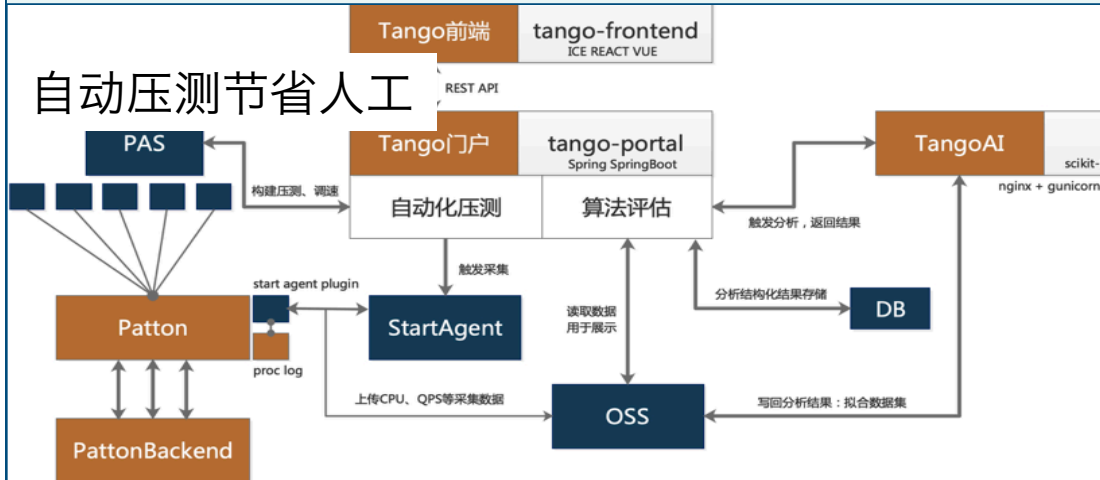 Tango前端
tango-frontend
ICE REACT VUE
自动压测节省人工
REST API
PAS
Tango门户
tango-portal
Spring SpringBoot
TangoAI
scikit-
nginx + gunicorn
构建压测、调速
自动化压测
算法评估
触发分析，返回结果
触发采集
start agent plugin
分析结构化结果存储
读取数据
用于展示
DB
Patton
StartAgent
proc log
上传CPU、QPS等采集数据
OSS
写回分析结果：拟合数据集
PattonBackend